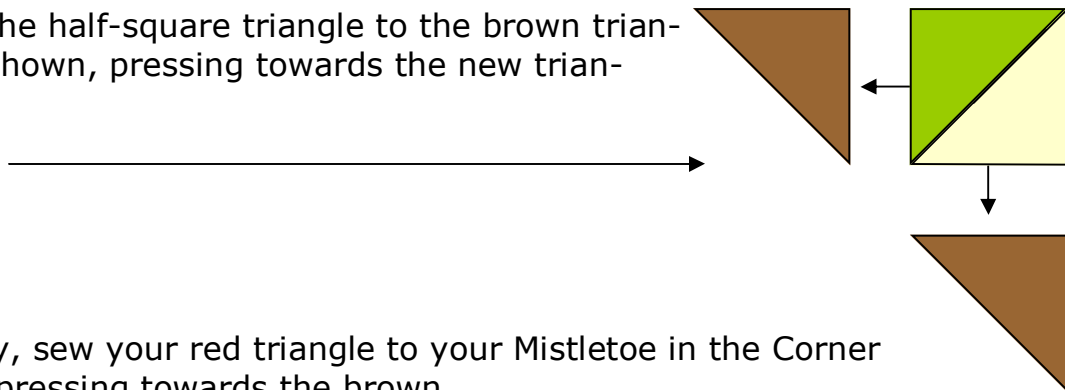 he half-square triangle to the brown trian-
hown, pressing towards the new trian-
y, sew your red triangle to your Mistletoe in the Corner
pressing towards the brown